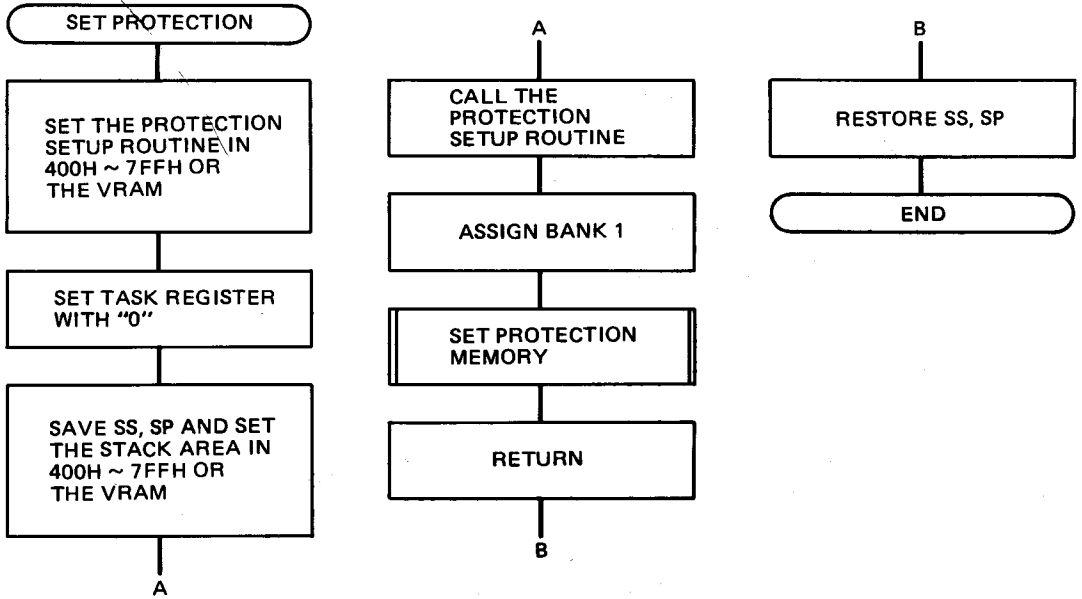 SET PROTECTION
SET THE PROTECTION
SETUP ROUTINE IN
400H ~ 7FFH OR
THE VRAM
SET TASK REGISTER
WITH "0"
SAVE SS, SP AND SET
THE STACK AREA IN
400H ~ 7FFH OR
THE VRAM
A
A
CALL THE
PROTECTION
SETUP ROUTINE
ASSIGN BANK 1
SET PROTECTION
MEMORY
RETURN
B
B
RESTORE SS, SP
END